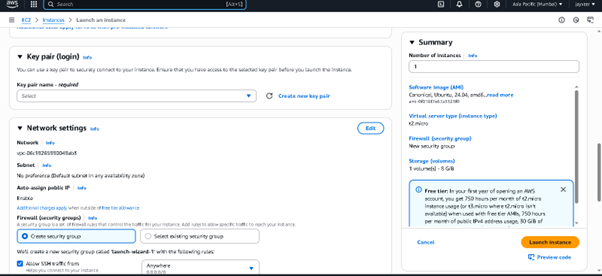 aws
Search
[Alt+S]
Asia Pacific (Mumbai)
EC2
Instances
Launch an instance
Key pair (login) Info
You can use a key pair to securely connect to your instance. Ensure that you have access to the selected key pair before you launch the instance.
Key pair name - required
Select
Create new key pair
Network settings Info
Edit
Network Info
Subnet Info
No preference (Default subnet in any availability zone)
Auto-assign public IP Info
Enable
Additional charges apply when outside of free tier allowance
Firewall (security groups) Info
A security group is a set of firewall rules that control the traffic for your instance. Add rules to allow specific traffic to reach your instance.
Create security group
Select existing security group
We'll create a new security group called 'launch-wizard-1' with the following rules:
Allow SSH traffic from
Helps you connect to your instance
Anywhere
0.0.0.0/0
Summary
Number of instances Info
1
Software Image (AMI)
Canonical, Ubuntu, 24.04, amd6...read more
Virtual server type (instance type)
t2.micro
Firewall (security group)
New security group
Storage (volumes)
1 volume(s) - 8 GiB
Free tier: In your first year of opening an AWS
account, you get 750 hours per month of t2.micro
instance usage (or t3.micro where t2.micro isn't
available) when used with free tier AMIs, 750 hours
per month of public IPv4 address usage, 30 GiB of
Cancel
Launch instance
Preview code